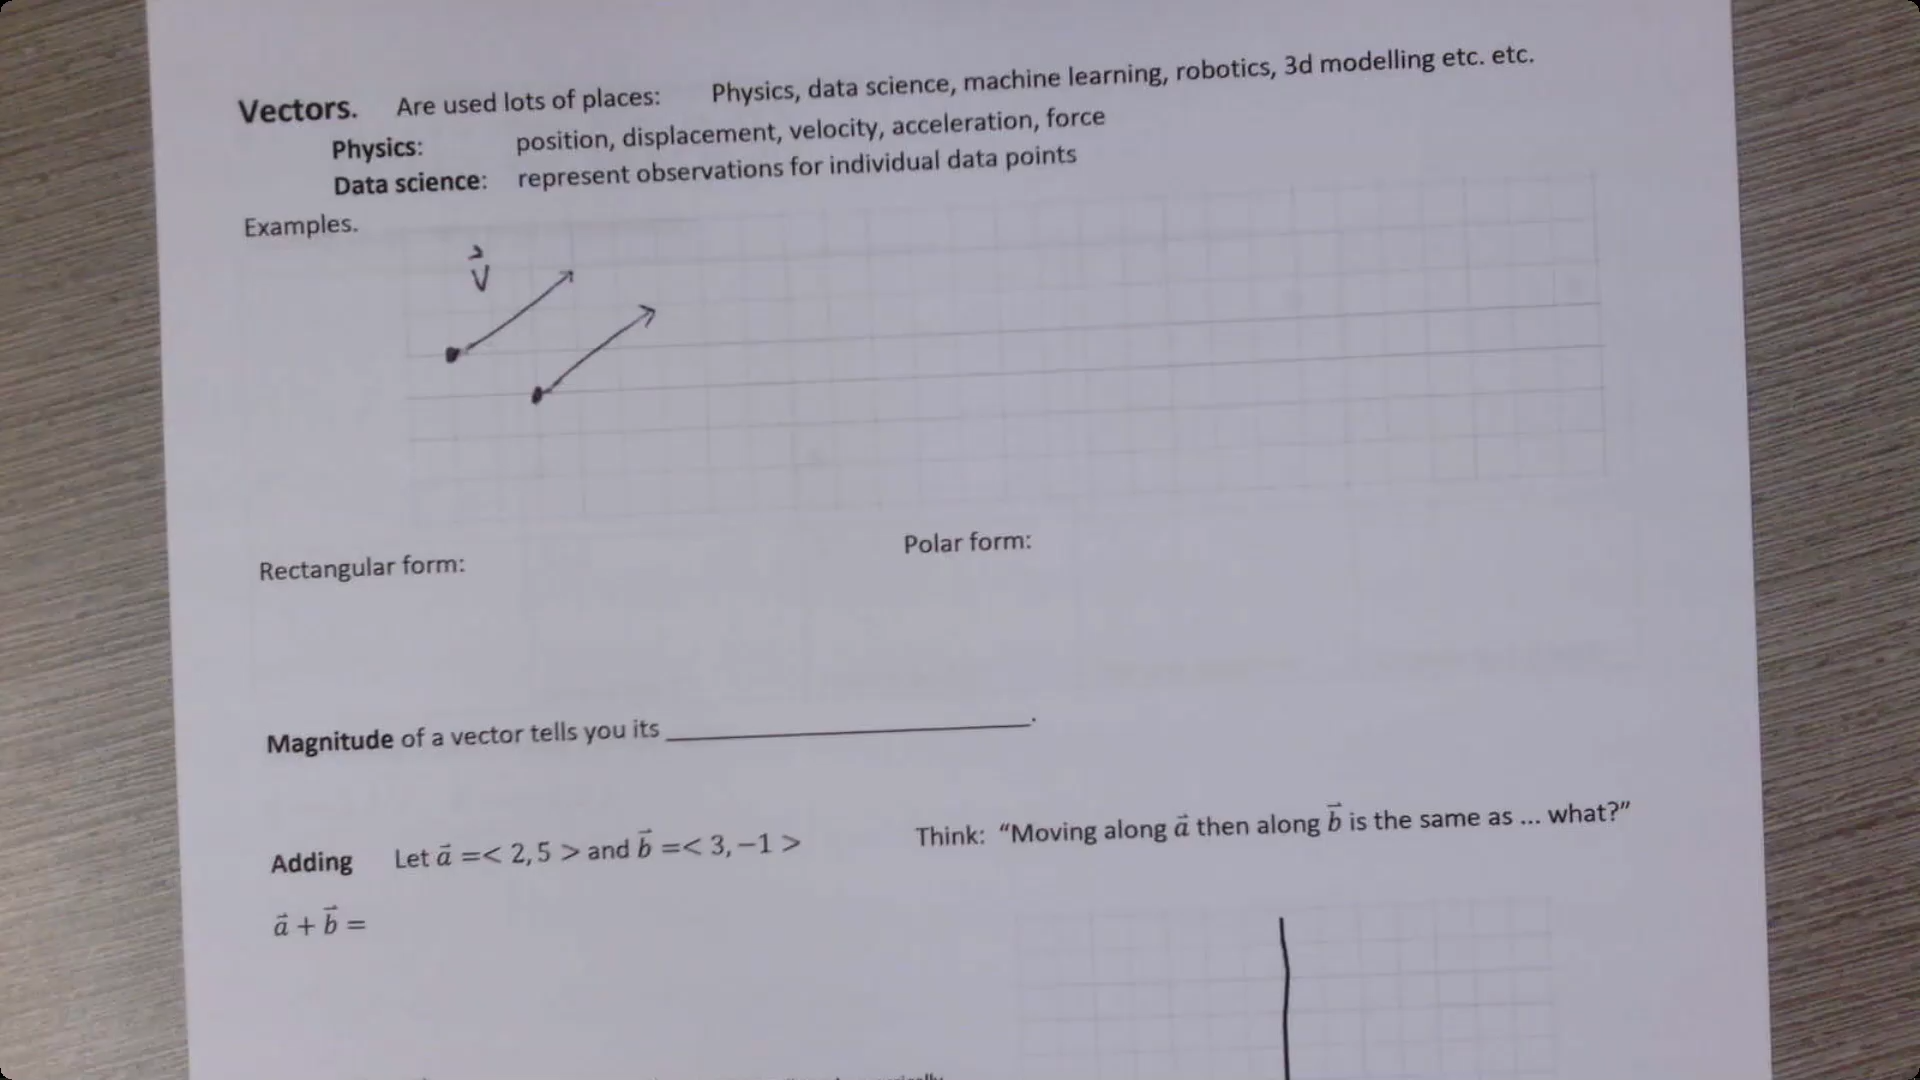 Vectors. Are used lots of places: Physics, data science, machine learning, robotics, 3d modelling etc. etc.
Physics: position, displacement, velocity, acceleration, force
Data science: represent observations for individual data points
Examples.
v⃗
Rectangular form: Polar form:
Magnitude of a vector tells you its ____________________.
Adding Let a⃗ =< 2, 5 > and b⃗ =< 3, −1 > Think: “Moving along a⃗ then along b⃗ is the same as ... what?”
a⃗ + b⃗ =